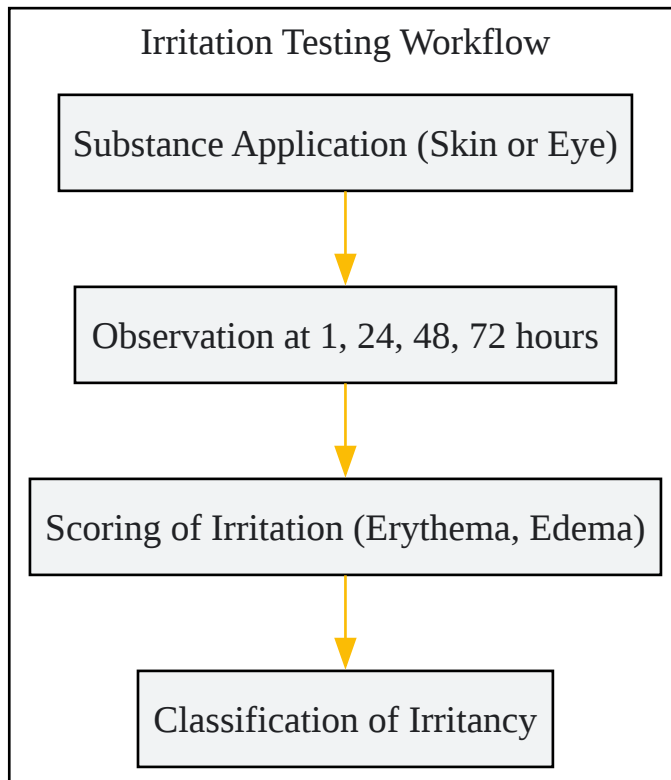 Irritation Testing Workflow
Substance Application (Skin or Eye)
Observation at 1, 24, 48, 72 hours
Scoring of Irritation (Erythema, Edema)
Classification of Irritancy